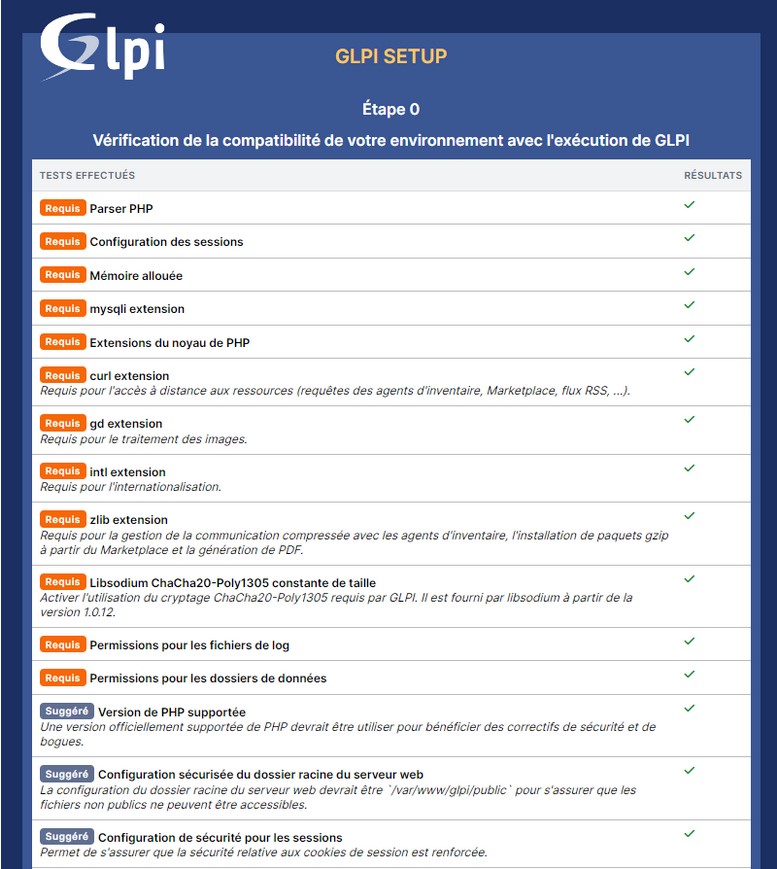 Glpi
GLPI SETUP
Étape 0
Vérification de la compatibilité de votre environnement avec l'exécution de GLPI
TESTS EFFECTUÉS RÉSULTATS
Requis Parser PHP
Requis Configuration des sessions
Requis Mémoire allouée
Requis mysqli extension
Requis Extensions du noyau de PHP
Requis curl extension
Requis pour l'accès à distance aux ressources (requêtes des agents d'inventaire, Marketplace, flux RSS, ...).
Requis gd extension
Requis pour le traitement des images.
Requis intl extension
Requis pour l'internationalisation.
Requis zlib extension
Requis pour la gestion de la communication compressée avec les agents d'inventaire, l'installation de paquets gzip
à partir du Marketplace et la génération de PDF.
Requis Libsodium ChaCha20-Poly1305 constante de taille
Activer l'utilisation du cryptage ChaCha20-Poly1305 requis par GLPI. Il est fourni par libsodium à partir de la
version 1.0.12.
Requis Permissions pour les fichiers de log
Requis Permissions pour les dossiers de données
Suggéré Version de PHP supportée
Une version officiellement supportée de PHP devrait être utiliser pour bénéficier des correctifs de sécurité et de
bogues.
Suggéré Configuration sécurisée du dossier racine du serveur web
La configuration du dossier racine du serveur web devrait être `/var/www/glpi/public` pour s'assurer que les
fichiers non publics ne peuvent être accessibles.
Suggéré Configuration de sécurité pour les sessions
Permet de s'assurer que la sécurité relative aux cookies de session est renforcée.